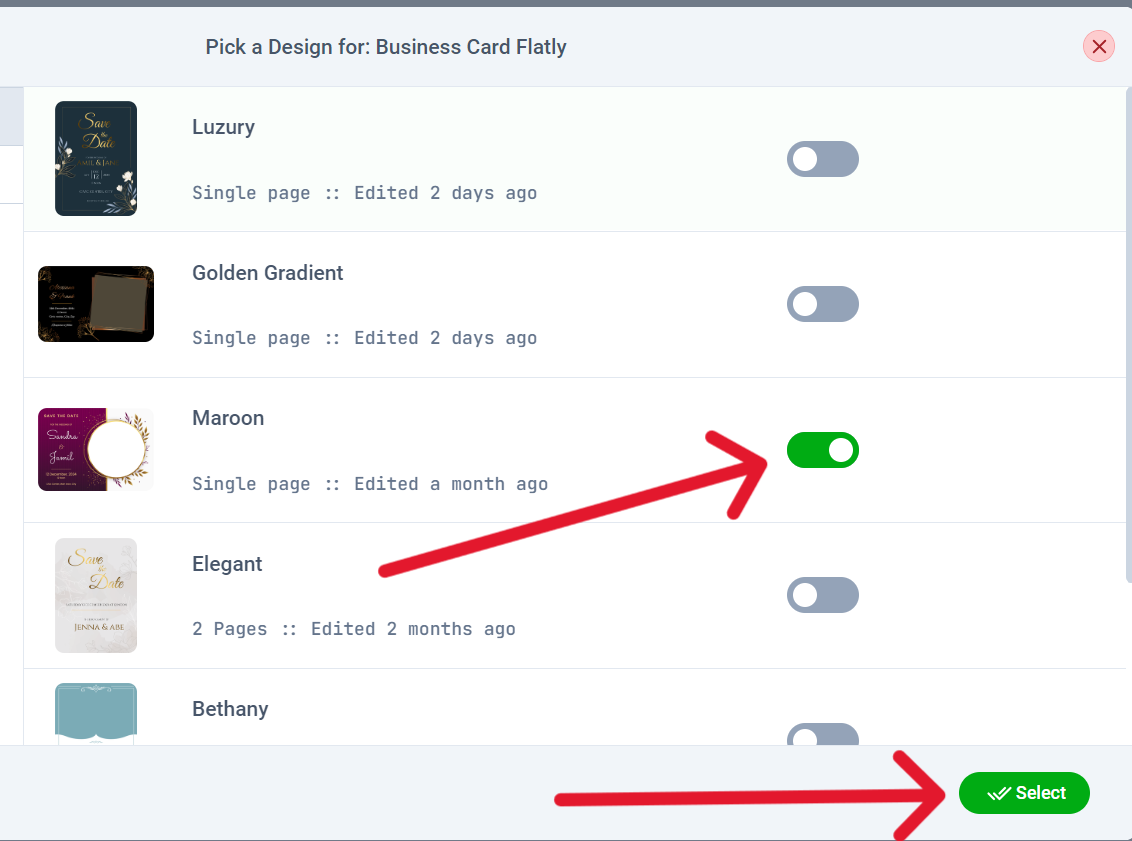 Pick a Design for: Business Card Flatly
Save
the
Date
Luzury
Single page :: Edited 2 days ago
Golden Gradient
Single page :: Edited 2 days ago
SAVE THE DATE
Sandra
&
Jamil
Maroon
Single page :: Edited a month ago
Save
Date
JENNA & ABE
Elegant
2 Pages :: Edited 2 months ago
Bethany
Select